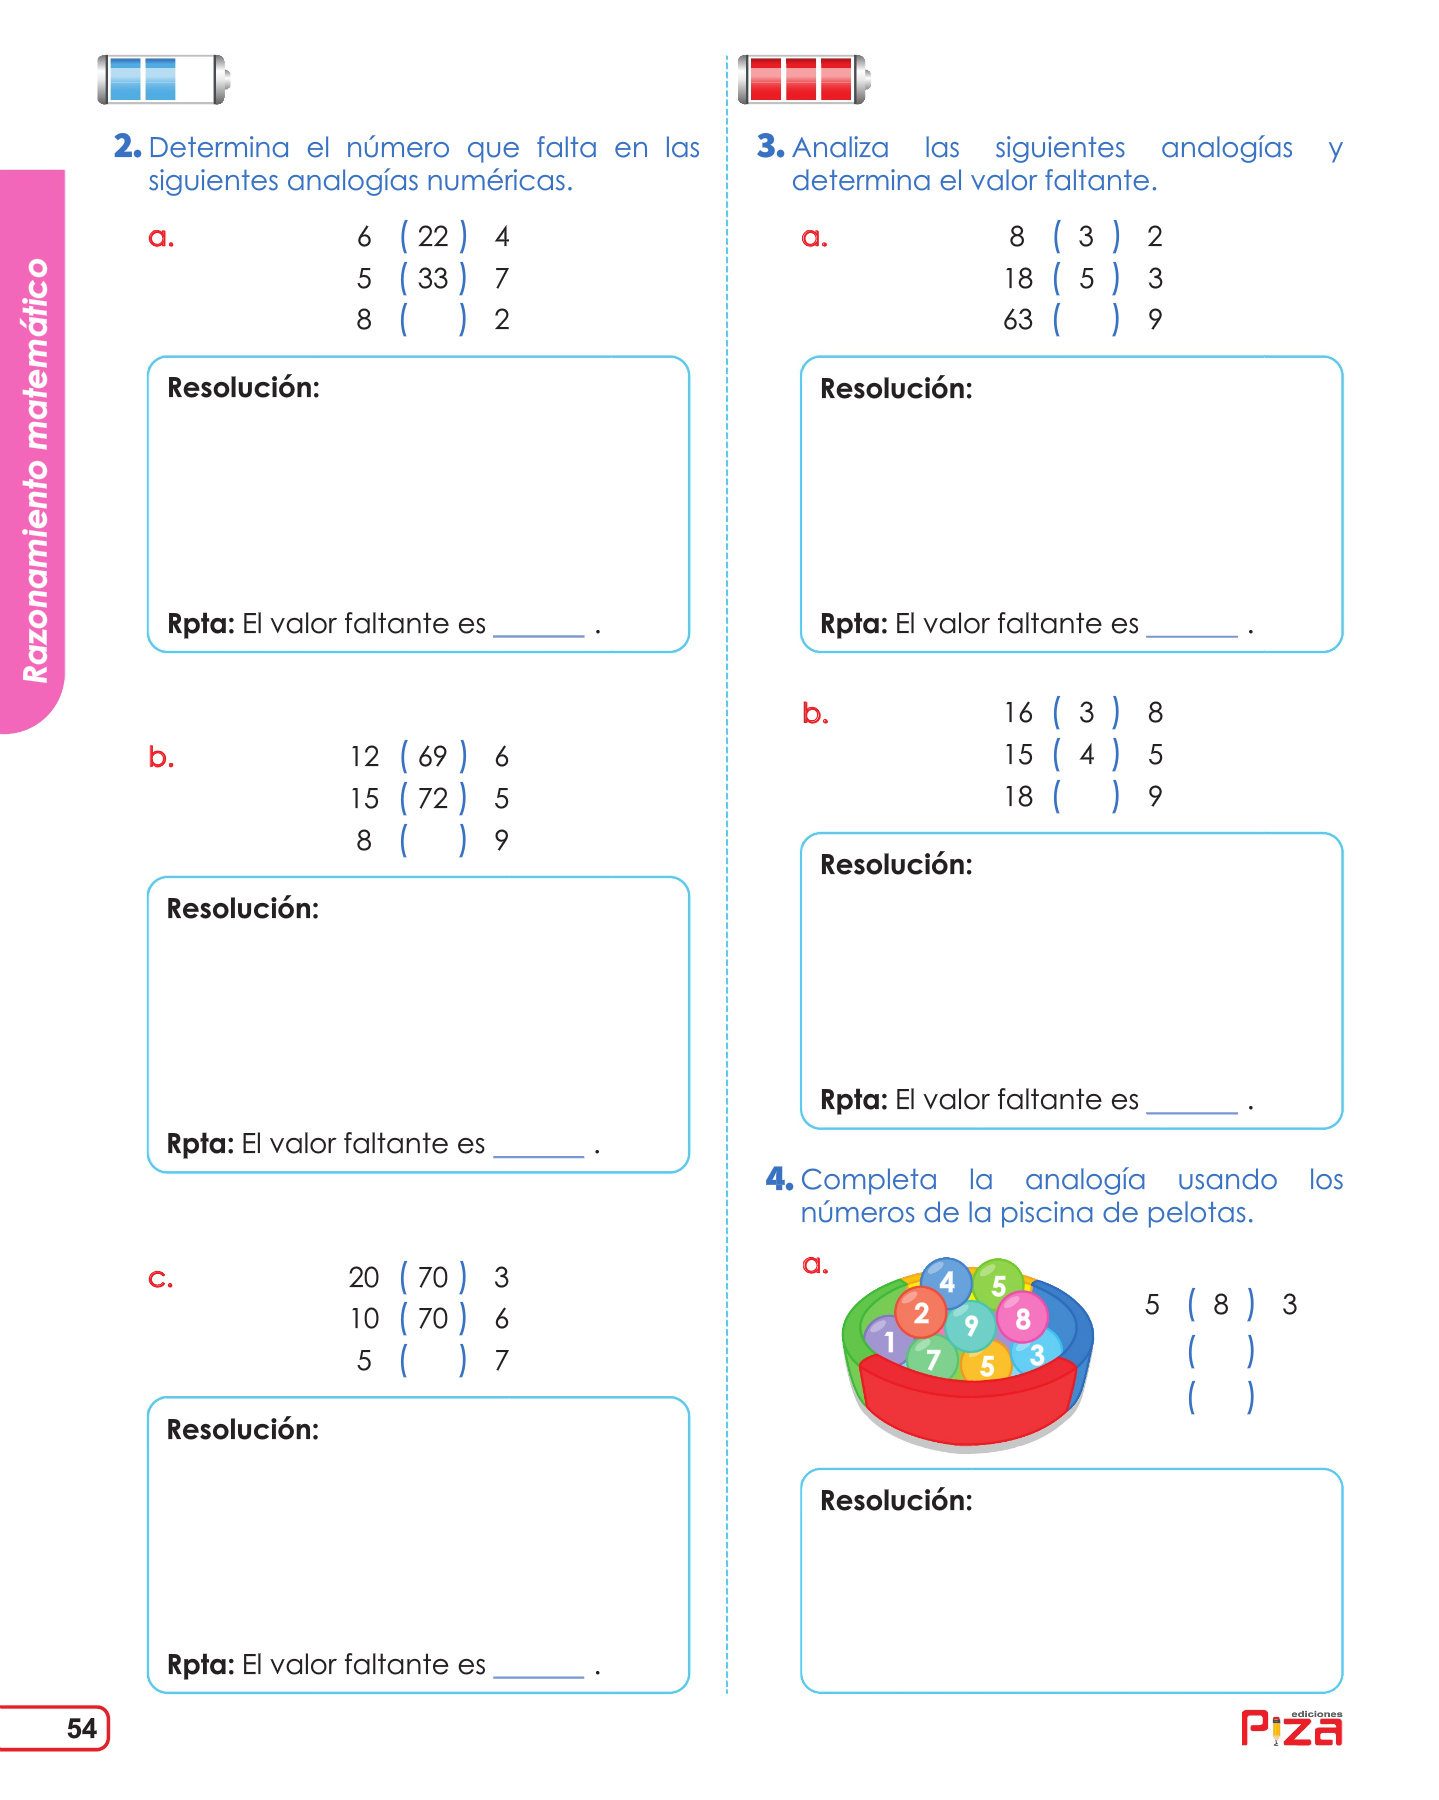 Razonamiento matemático
2. Determina el número que falta en las
siguientes analogías numéricas.
a.
6 ( 22 ) 4
5 ( 33 ) 7
8 ( ) 2
Resolución:
Rpta: El valor faltante es ______ .
b.
12 ( 69 ) 6
15 ( 72 ) 5
8 ( ) 9
Resolución:
Rpta: El valor faltante es ______ .
c.
20 ( 70 ) 3
10 ( 70 ) 6
5 ( ) 7
Resolución:
Rpta: El valor faltante es ______ .
3. Analiza las siguientes analogías y
determina el valor faltante.
a.
8 ( 3 ) 2
18 ( 5 ) 3
63 ( ) 9
Resolución:
Rpta: El valor faltante es ______ .
b.
16 ( 3 ) 8
15 ( 4 ) 5
18 ( ) 9
Resolución:
Rpta: El valor faltante es ______ .
4. Completa la analogía usando los
números de la piscina de pelotas.
a.
4 5
2 9 8
1 7 5 3
5 ( 8 ) 3
( )
( )
Resolución:
54
ediciones
Piza